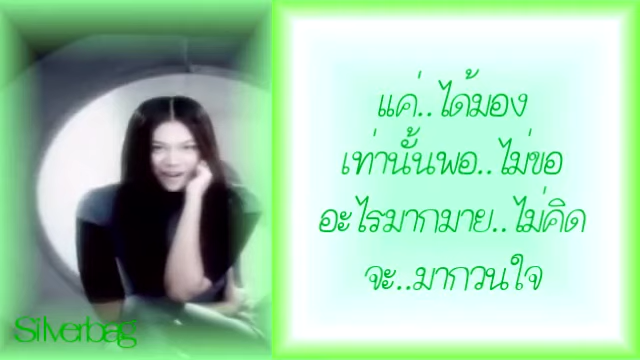 แค่..ได้มอง
เท่านั้นพอ..ไม่ขอ
อะไรมากมาย..ไม่คิด
จะ..มากวนใจ
Silverbag